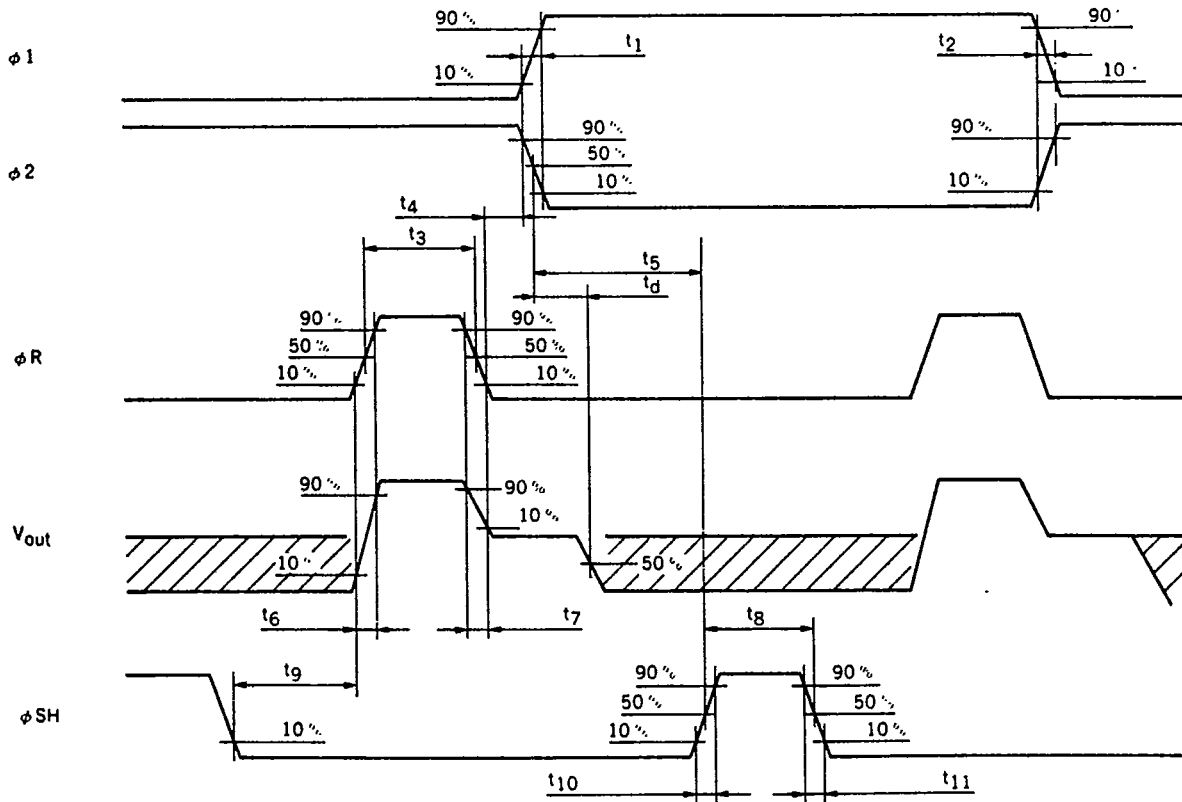 90% 90
φ1 t1 t2
10% 10
90% 90%
50%
φ2 10% 10%
t4
t3
t5
td
90% 90%
φR 50% 50%
10% 10%
90% 90%
10%
Vout
10% 50%
t6 t7 t8
t9
90% 90%
φSH 50% 50%
10% 10% 10%
t10 t11